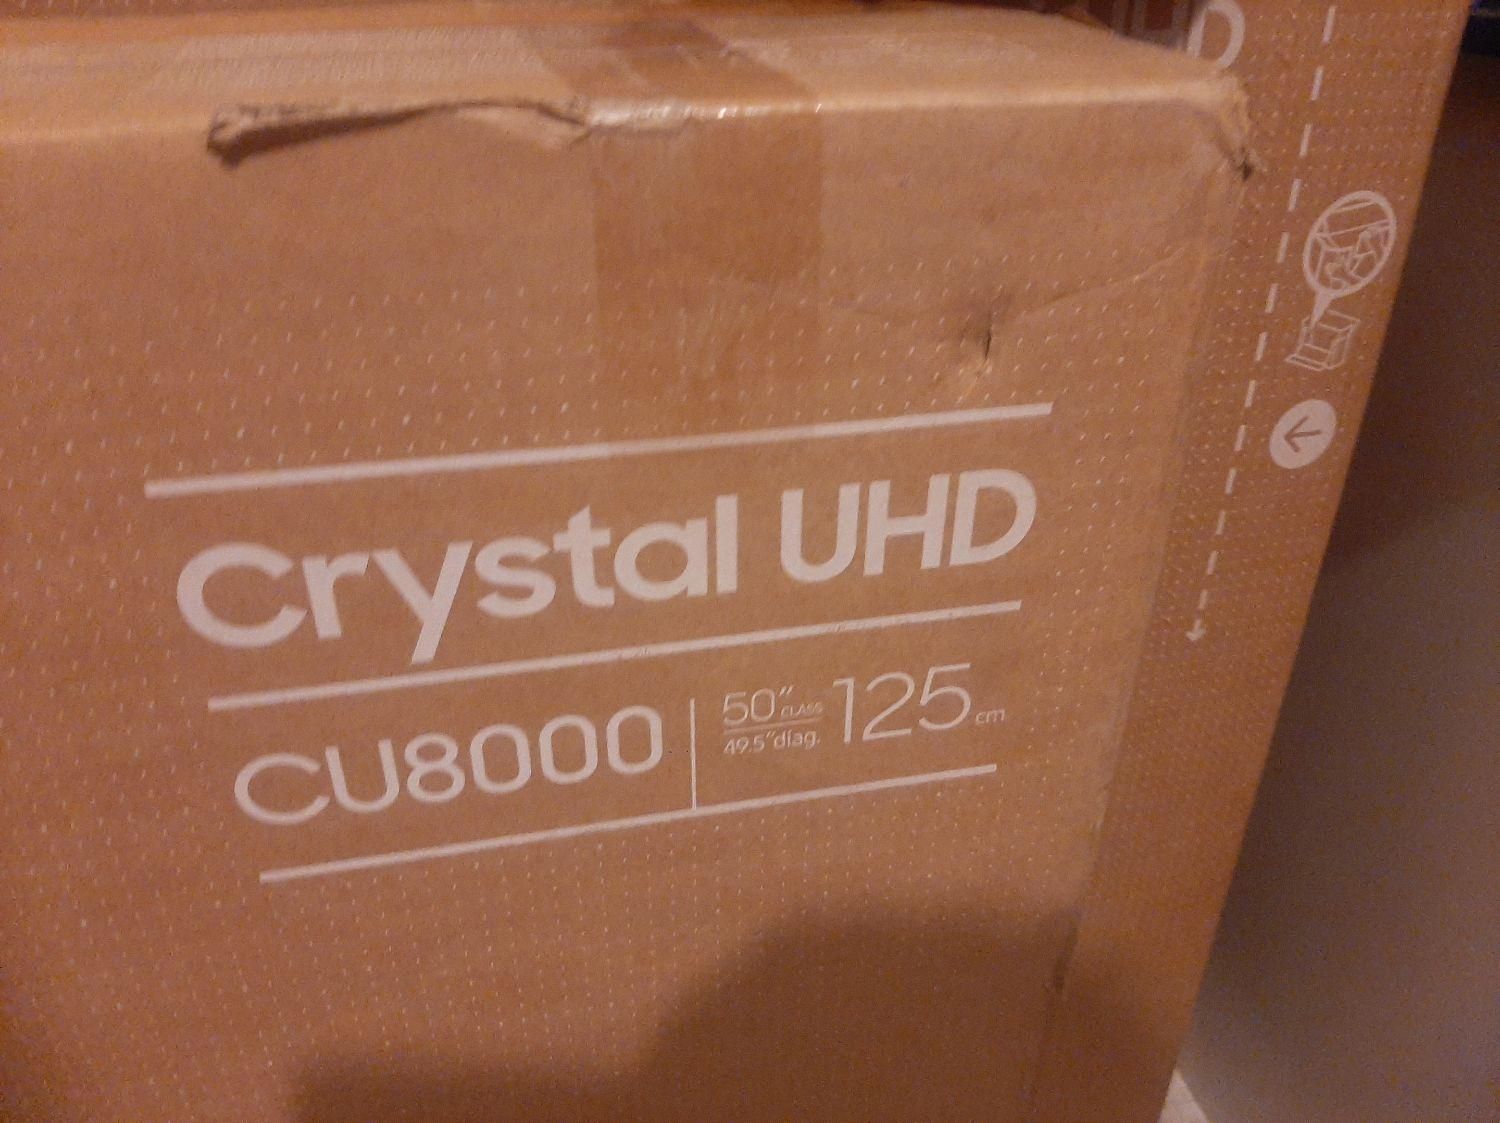 Crystal UHD
CU8000
50" CLASS
49.5" diag.
125 cm